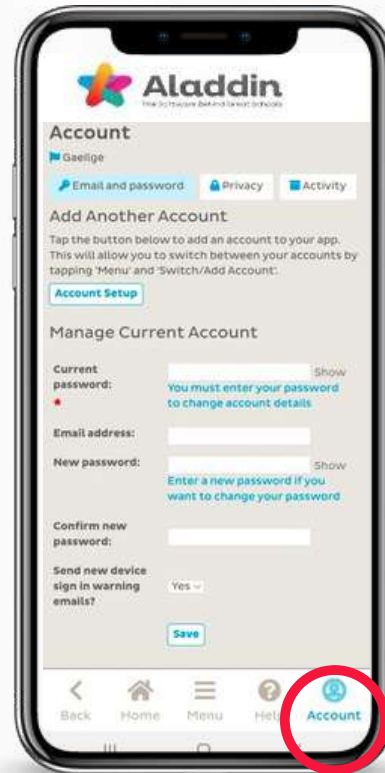 Aladdin
The Software Behind Great Schools
Account
Gaeilge
Email and password Privacy Activity
Add Another Account
Tap the button below to add an account to your app.
This will allow you to switch between your accounts by
tapping 'Menu' and 'Switch/Add Account'.
Account Setup
Manage Current Account
Current
password:
*
Show
You must enter your password
to change account details
Email address:
New password:
Show
Enter a new password if you
want to change your password
Confirm new
password:
Send new device
sign in warning
emails?
Yes
Save
Back Home Menu Help Account